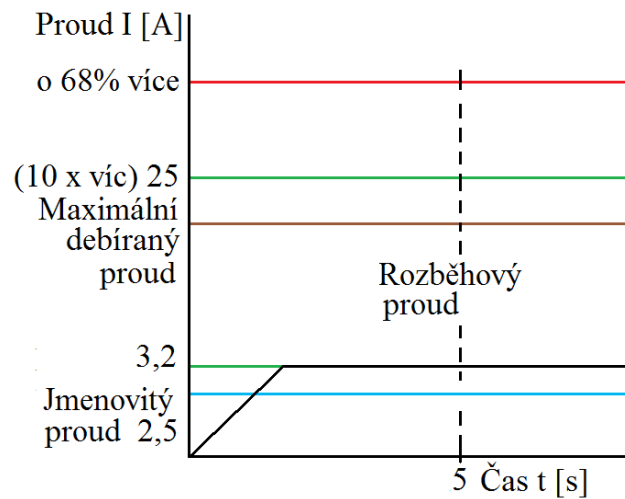 Proud I [A]
o 68% více
(10 x víc) 25
Maximální
debíraný
proud
Rozběhový
proud
3,2
Jmenovitý
proud 2,5
5 Čas t [s]